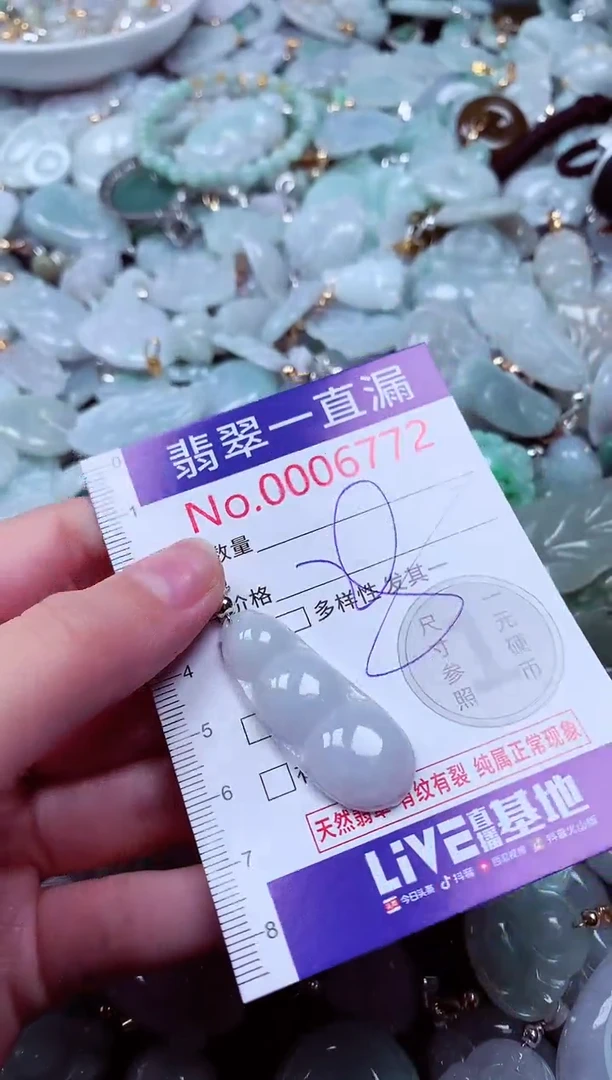 翡翠一直漏
No.0006772
数量
价格
多样性 发其一
一元硬币
尺寸参照
1
天然翡翠 有纹有裂 纯属正常现象
LiVE直播基地
今日头条 抖音 西瓜视频 抖音火山版
0
1
4
5
6
7
8